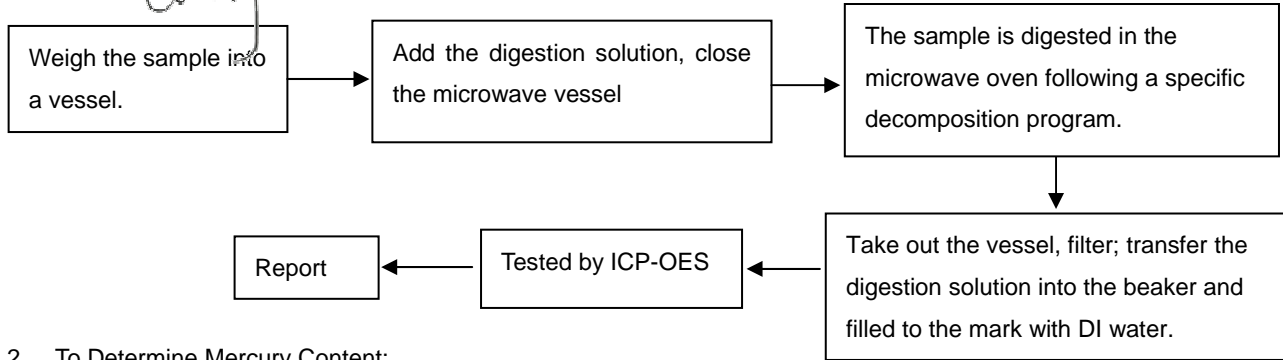 Weigh the sample into
a vessel.
Add the digestion solution, close
the microwave vessel
The sample is digested in the
microwave oven following a specific
decomposition program.
Take out the vessel, filter; transfer the
digestion solution into the beaker and
filled to the mark with DI water.
Tested by ICP-OES
Report
2. To Determine Mercury Content: